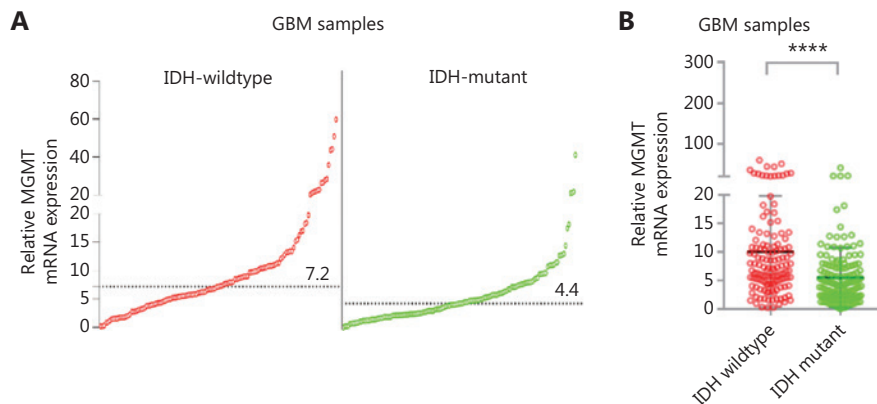 A
GBM samples
IDH-wildtype
IDH-mutant
Relative MGMT
mRNA expression
80
60
40
20
20
15
10
5
0
7.2
4.4
B
GBM samples
****
Relative MGMT
mRNA expression
300
200
100
20
15
10
5
0
IDH wildtype
IDH mutant